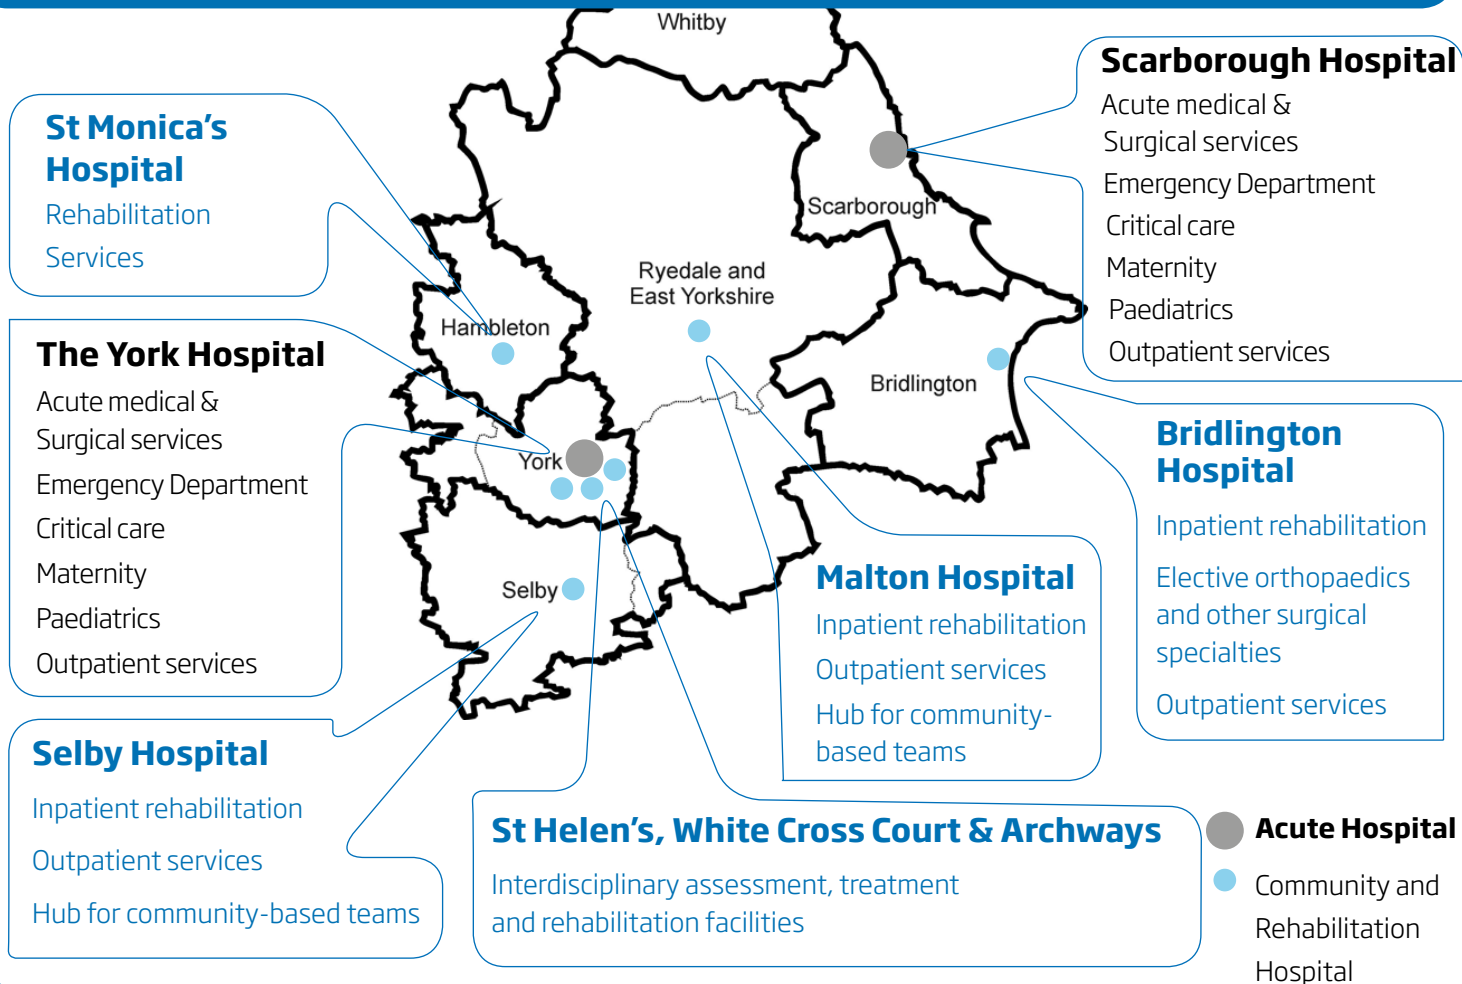 Whitby
Scarborough Hospital
Acute medical &
Surgical services
Emergency Department
Critical care
Maternity
Paediatrics
Outpatient services
St Monica's
Hospital
Rehabilitation
Services
Scarborough
Ryedale and
East Yorkshire
Hambleton
Bridlington
York
Selby
The York Hospital
Acute medical &
Surgical services
Emergency Department
Critical care
Maternity
Paediatrics
Outpatient services
Bridlington
Hospital
Inpatient rehabilitation
Elective orthopaedics
and other surgical
specialties
Outpatient services
Malton Hospital
Inpatient rehabilitation
Outpatient services
Hub for community-
based teams
Selby Hospital
Inpatient rehabilitation
Outpatient services
Hub for community-based teams
St Helen's, White Cross Court & Archways
Interdisciplinary assessment, treatment
and rehabilitation facilities
Acute Hospital
Community and
Rehabilitation
Hospital